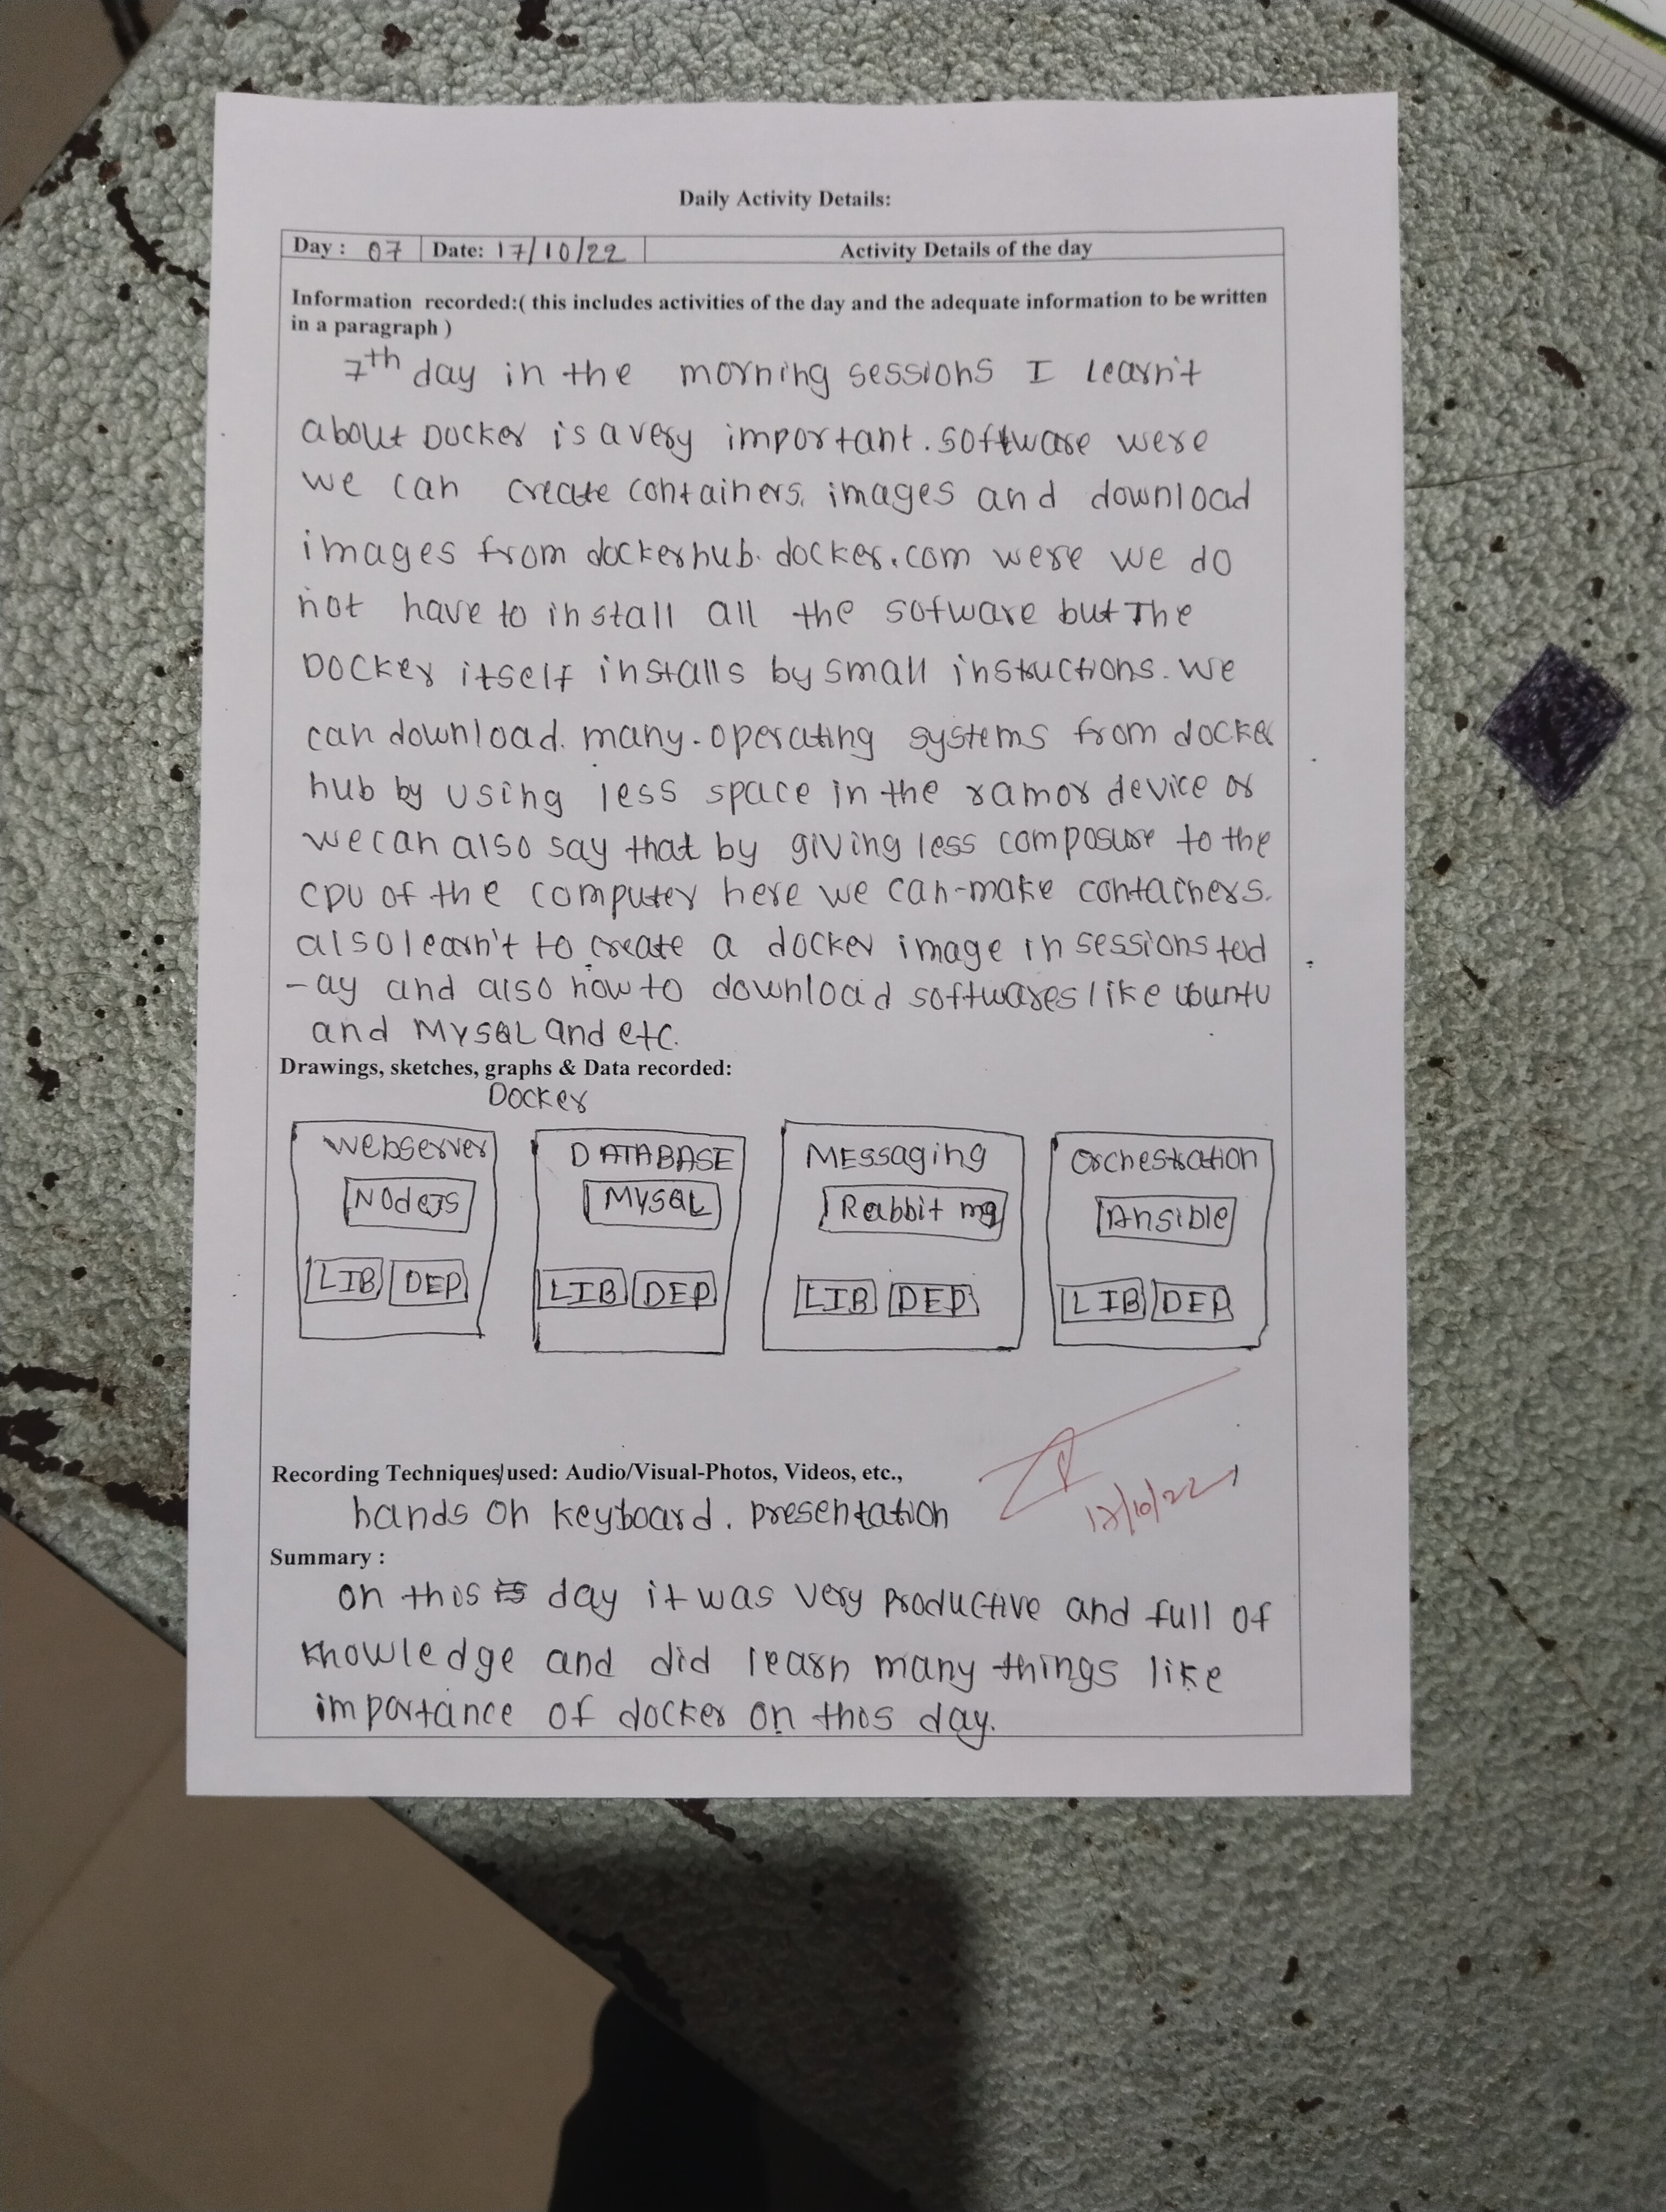 Daily Activity Details:
Day : 07 Date: 17/10/22 Activity Details of the day
Information recorded:( this includes activities of the day and the adequate information to be written
in a paragraph )
7th day in the morning sessions I learn't
about Docker is a very important. software were
we can create containers, images and download
images from dockerhub. docker.com were we do
not have to install all the sofware but The
Docker itself installs by small instructions. we
can download. many. operating systems from docker
hub by using less space in the ram or device or
we can also say that by giving less composure to the
cpu of the computer here we can-make containers.
also learn't to create a docker image in sessions tod
-ay and also how to download softwares like ubuntu
and MySQL and etc.
Drawings, sketches, graphs & Data recorded:
Docker
Webserver DATABASE MESsaging Orchestration
NodeJS MySQL Rabbit mq Ansible
LIB DEP LIB DEP LIB DEP LIB DEP
Recording Techniques used: Audio/Visual-Photos, Videos, etc.,
17/10/22
hands on keyboard. presentation
Summary :
on this day it was very productive and full of
knowledge and did learn many things like
importance of docker on this day.